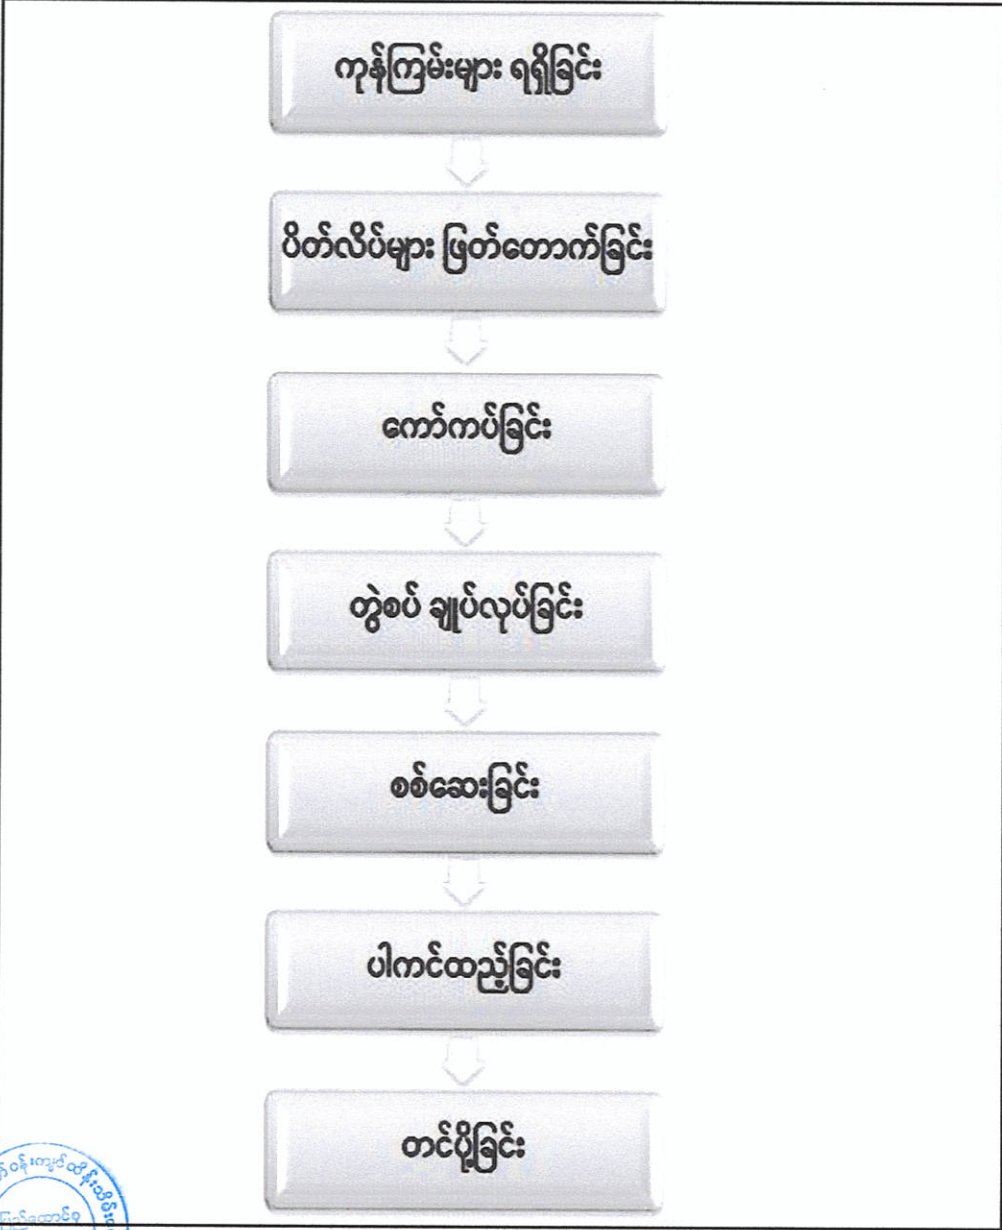 ကုန်ကြမ်းများ ရရှိခြင်း
ပိတ်လိပ်များ ဖြတ်တောက်ခြင်း
ကော်ကပ်ခြင်း
တွဲစပ် ချုပ်လုပ်ခြင်း
စစ်ဆေးခြင်း
ပါကင်ထည့်ခြင်း
တင်ပို့ခြင်း